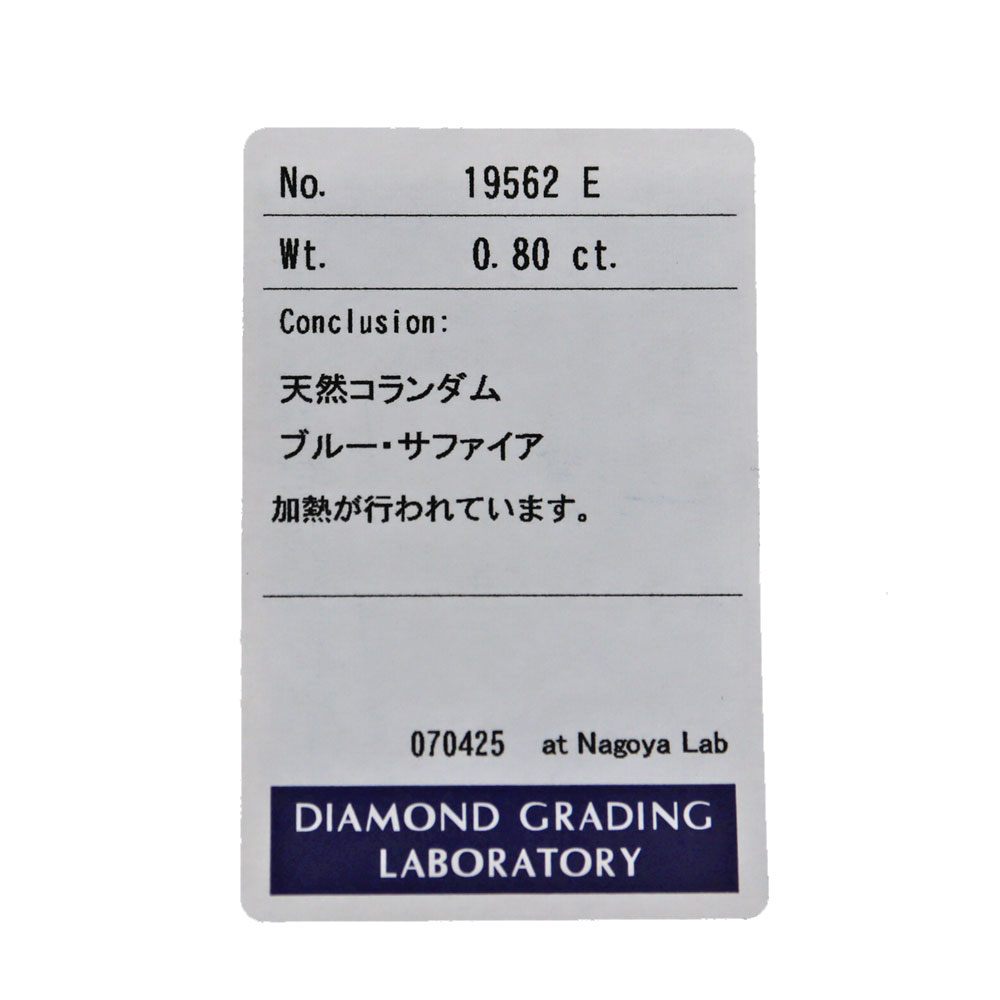 No. 19562 E
Wt. 0.80 ct.
Conclusion:
天然コランダム
ブルー・サファイア
加熱が行われています。
070425 at Nagoya Lab
DIAMOND GRADING
LABORATORY